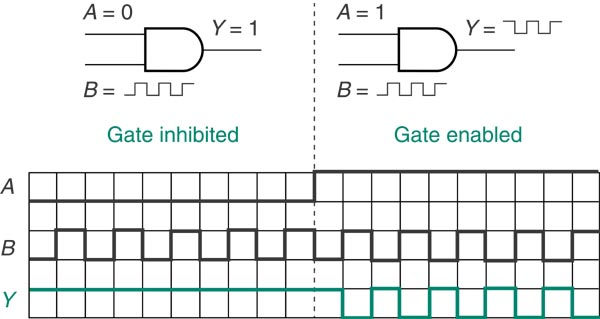 A = 0
Y = 1
B =
Gate inhibited
A = 1
Y =
B =
Gate enabled
A
B
Y